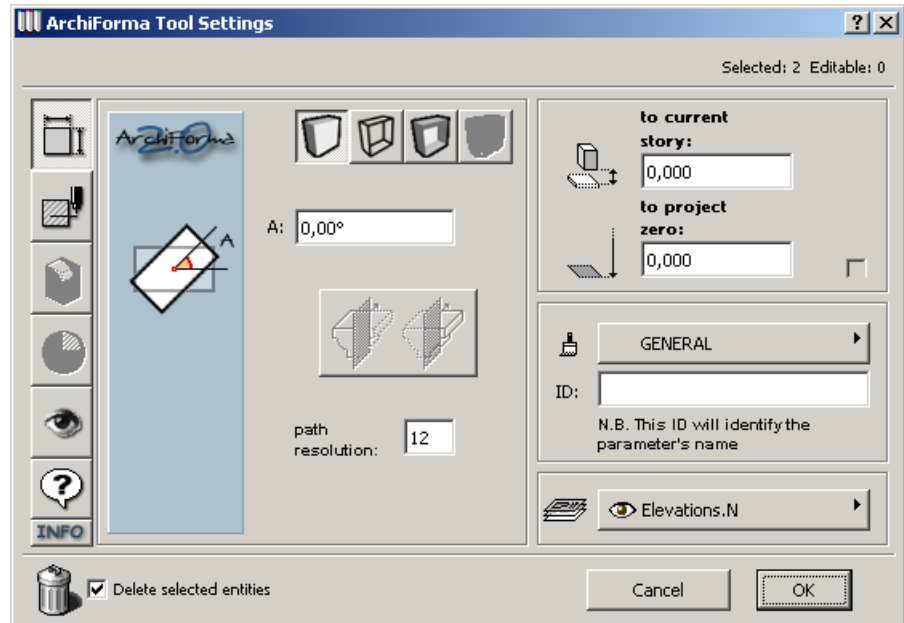 ArchiForma Tool Settings
Selected: 2 Editable: 0
ArchiForma
2.0
A
A: 0,00°
path
resolution: 12
INFO
to current
story:
0,000
to project
zero:
0,000
GENERAL
ID:
N.B. This ID will identify the
parameter's name
Elevations.N
Delete selected entities
Cancel
OK